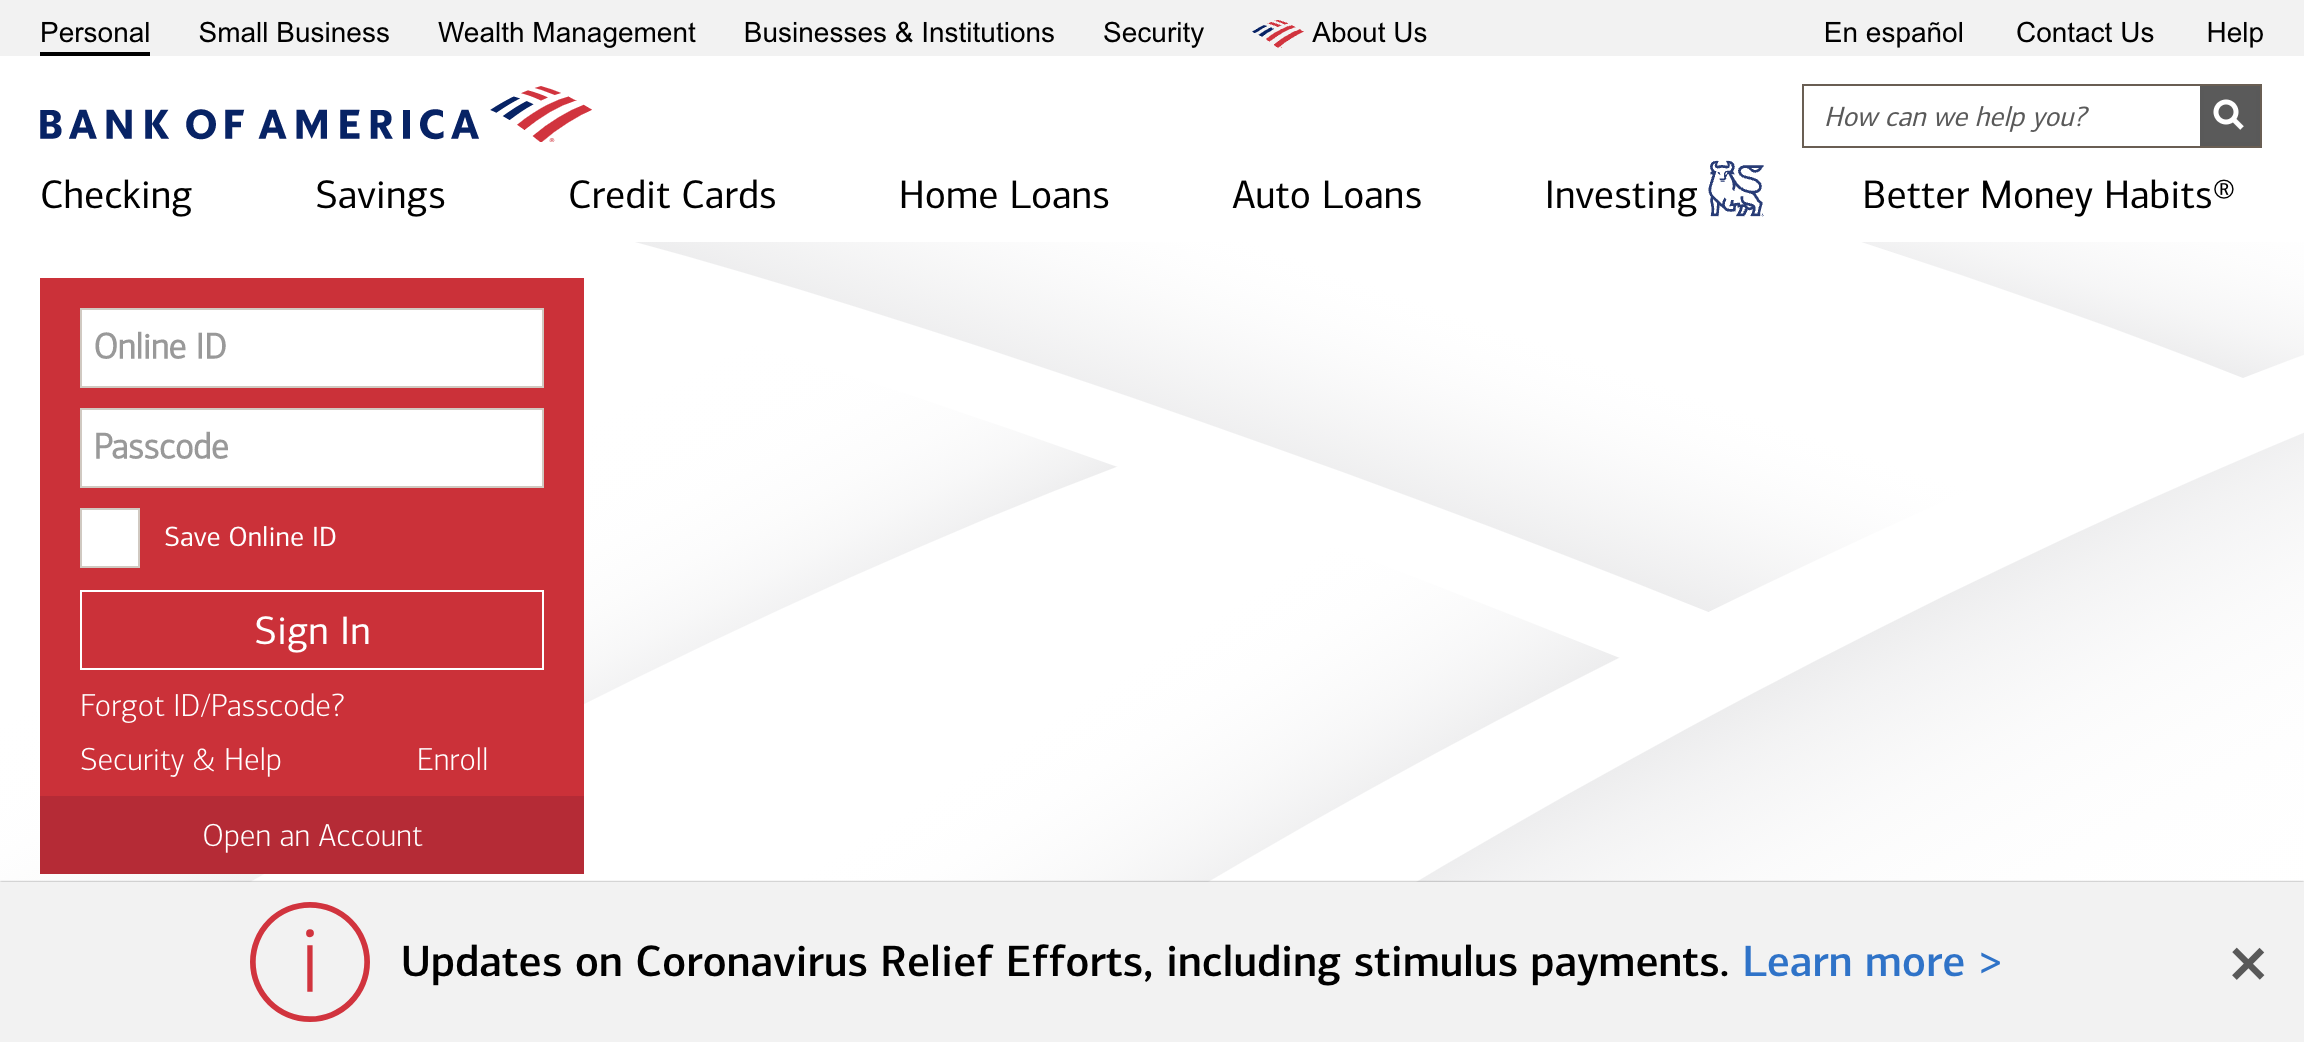 Personal Small Business Wealth Management Businesses & Institutions Security About Us En español Contact Us Help
BANK OF AMERICA
How can we help you?
Checking Savings Credit Cards Home Loans Auto Loans Investing Better Money Habits®
Online ID
Passcode
Save Online ID
Sign In
Forgot ID/Passcode?
Security & Help Enroll
Open an Account
i Updates on Coronavirus Relief Efforts, including stimulus payments. Learn more >